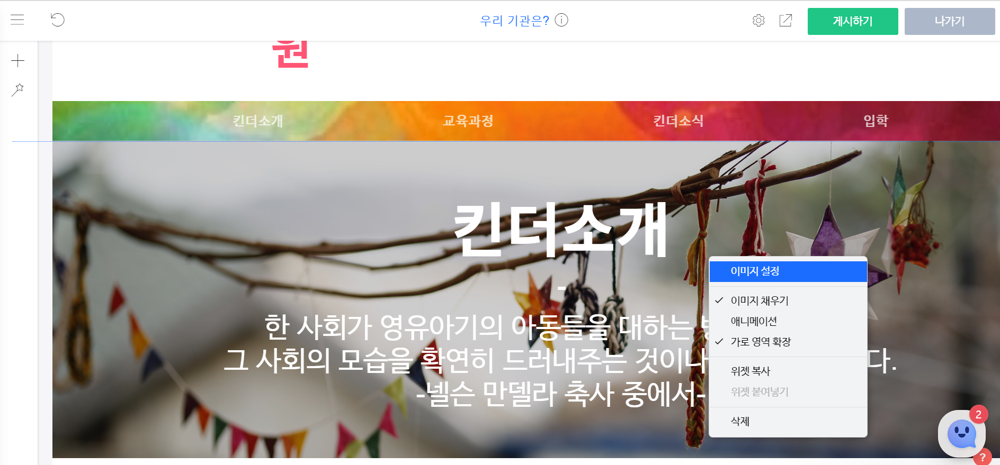 우리 기관은?
게시하기
나가기
원
킨더소개
교육과정
킨더소식
입학
킨더소개
-
한 사회가 영유아기의 아동들을 대하는
그 사회의 모습을 확연히 드러내주는 것이 다.
-넬슨 만델라 축사 중에서-
이미지 설정
이미지 채우기
애니메이션
가로 영역 확장
위젯 복사
위젯 붙여넣기
삭제
2
?